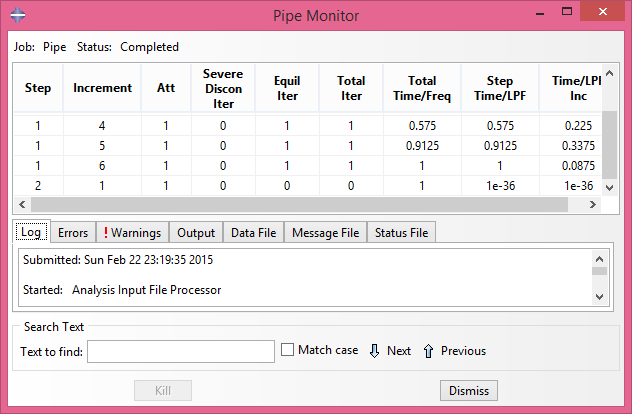 Pipe Monitor
Job: Pipe Status: Completed
Step Increment Att Severe Discon Iter Equil Iter Total Iter Total Time/Freq Step Time/LPF Time/LPF Inc
1 4 1 0 1 1 0.575 0.575 0.225
1 5 1 0 1 1 0.9125 0.9125 0.3375
1 6 1 0 1 1 1 1 0.0875
2 1 1 0 0 0 1 1e-36 1e-36
Log Errors ! Warnings Output Data File Message File Status File
Submitted: Sun Feb 22 23:19:35 2015
Started: Analysis Input File Processor
Search Text
Text to find: Match case Next Previous
Kill Dismiss